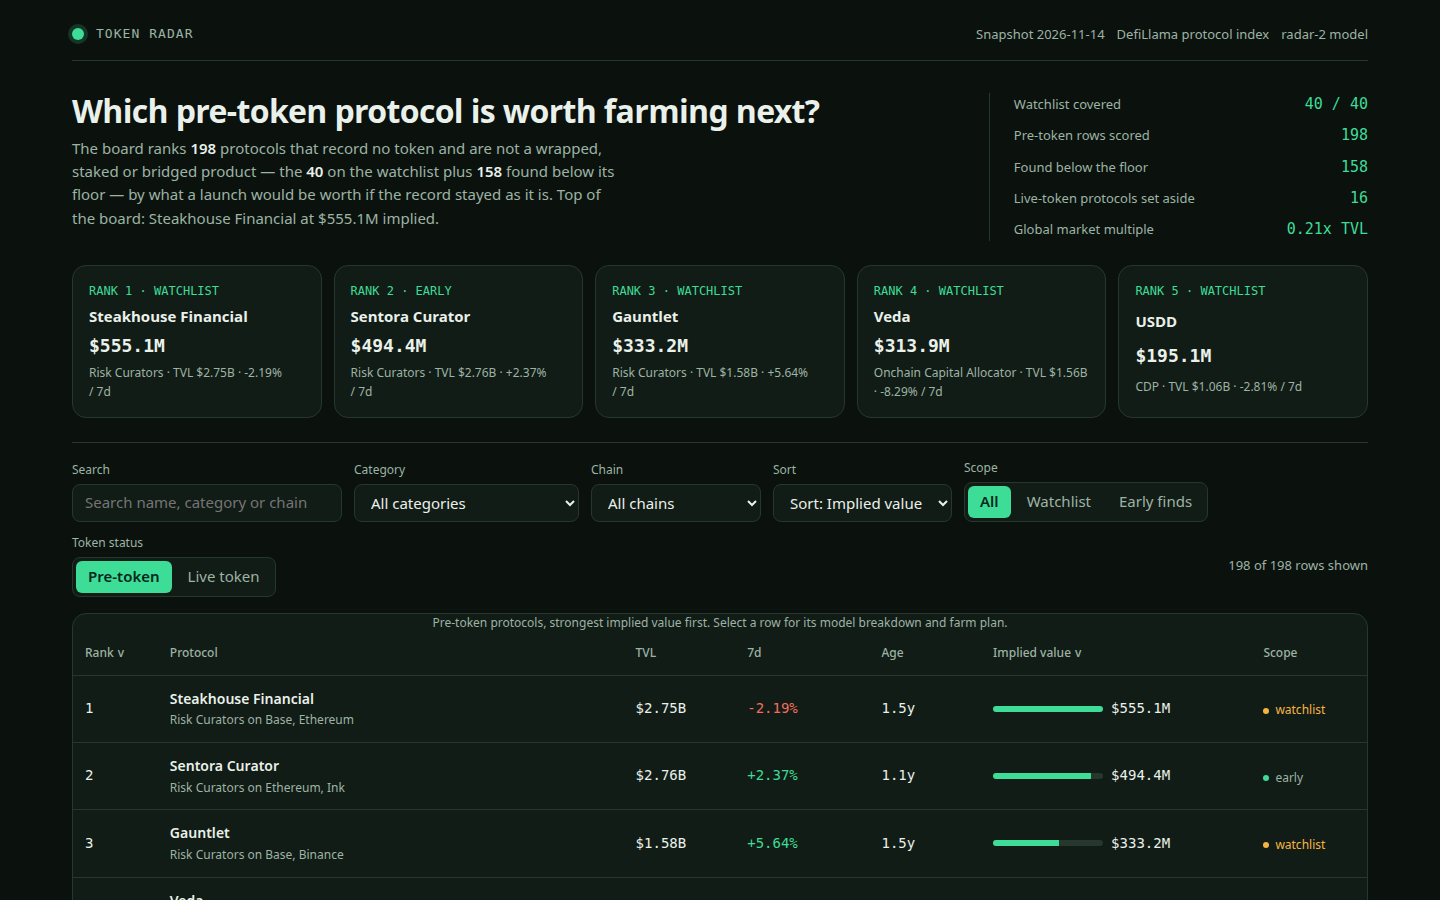 TOKEN RADAR
Snapshot 2026-11-14 DefiLlama protocol index radar-2 model
Which pre-token protocol is worth farming next?
The board ranks 198 protocols that record no token and are not a wrapped,
staked or bridged product — the 40 on the watchlist plus 158 found below its
floor — by what a launch would be worth if the record stayed as it is. Top of
the board: Steakhouse Financial at $555.1M implied.
Watchlist covered 40 / 40
Pre-token rows scored 198
Found below the floor 158
Live-token protocols set aside 16
Global market multiple 0.21x TVL
RANK 1 · WATCHLIST
Steakhouse Financial
$555.1M
Risk Curators · TVL $2.75B · -2.19%
/ 7d
RANK 2 · EARLY
Sentora Curator
$494.4M
Risk Curators · TVL $2.76B · +2.37%
/ 7d
RANK 3 · WATCHLIST
Gauntlet
$333.2M
Risk Curators · TVL $1.58B · +5.64%
/ 7d
RANK 4 · WATCHLIST
Veda
$313.9M
Onchain Capital Allocator · TVL $1.56B
· -8.29% / 7d
RANK 5 · WATCHLIST
USDD
$195.1M
CDP · TVL $1.06B · -2.81% / 7d
Search
Search name, category or chain
Category
All categories
Chain
All chains
Sort
Sort: Implied value
Scope
All Watchlist Early finds
Token status
Pre-token Live token
198 of 198 rows shown
Pre-token protocols, strongest implied value first. Select a row for its model breakdown and farm plan.
Rank v Protocol TVL 7d Age Implied value v Scope
1 Steakhouse Financial $2.75B -2.19% 1.5y $555.1M watchlist
Risk Curators on Base, Ethereum
2 Sentora Curator $2.76B +2.37% 1.1y $494.4M early
Risk Curators on Ethereum, Ink
3 Gauntlet $1.58B +5.64% 1.5y $333.2M watchlist
Risk Curators on Base, Binance
Veda